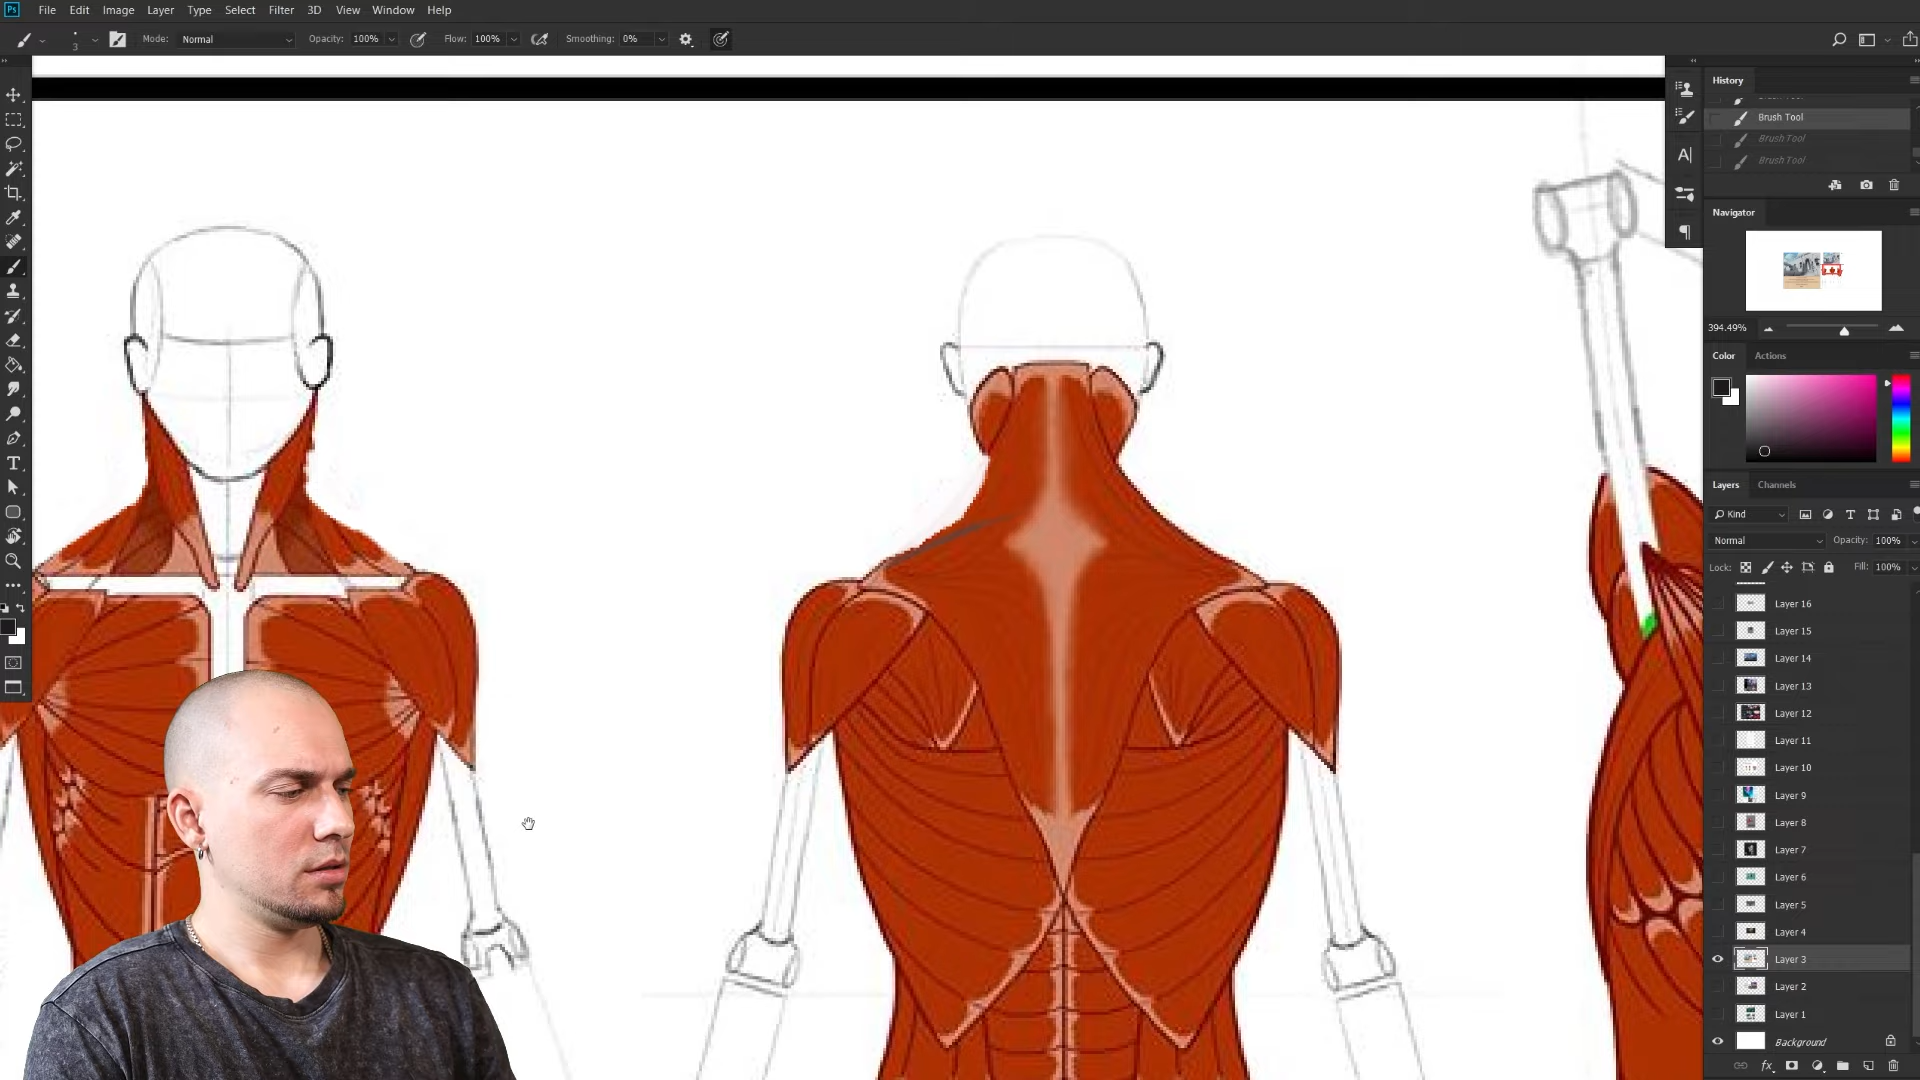 Ps File Edit Image Layer Type Select Filter 3D View Window Help
3 Mode: Normal Opacity: 100% Flow: 100% Smoothing: 0%
History
Brush Tool
Brush Tool
Brush Tool
Navigator
394.49%
Color Actions
Layers Channels
Kind
Normal Opacity: 100%
Lock: Fill: 100%
Layer 16
Layer 15
Layer 14
Layer 13
Layer 12
Layer 11
Layer 10
Layer 9
Layer 8
Layer 7
Layer 6
Layer 5
Layer 4
Layer 3
Layer 2
Layer 1
Background